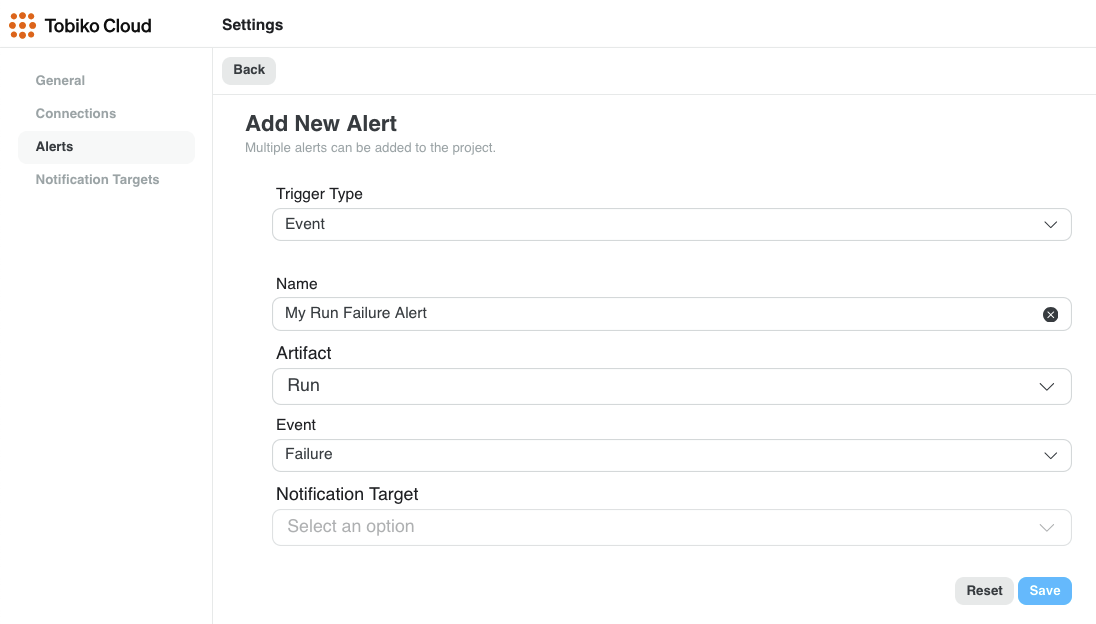 Tobiko Cloud
Settings
General
Connections
Alerts
Notification Targets
Back
Add New Alert
Multiple alerts can be added to the project.
Trigger Type
Event
Name
My Run Failure Alert
Artifact
Run
Event
Failure
Notification Target
Select an option
Reset
Save